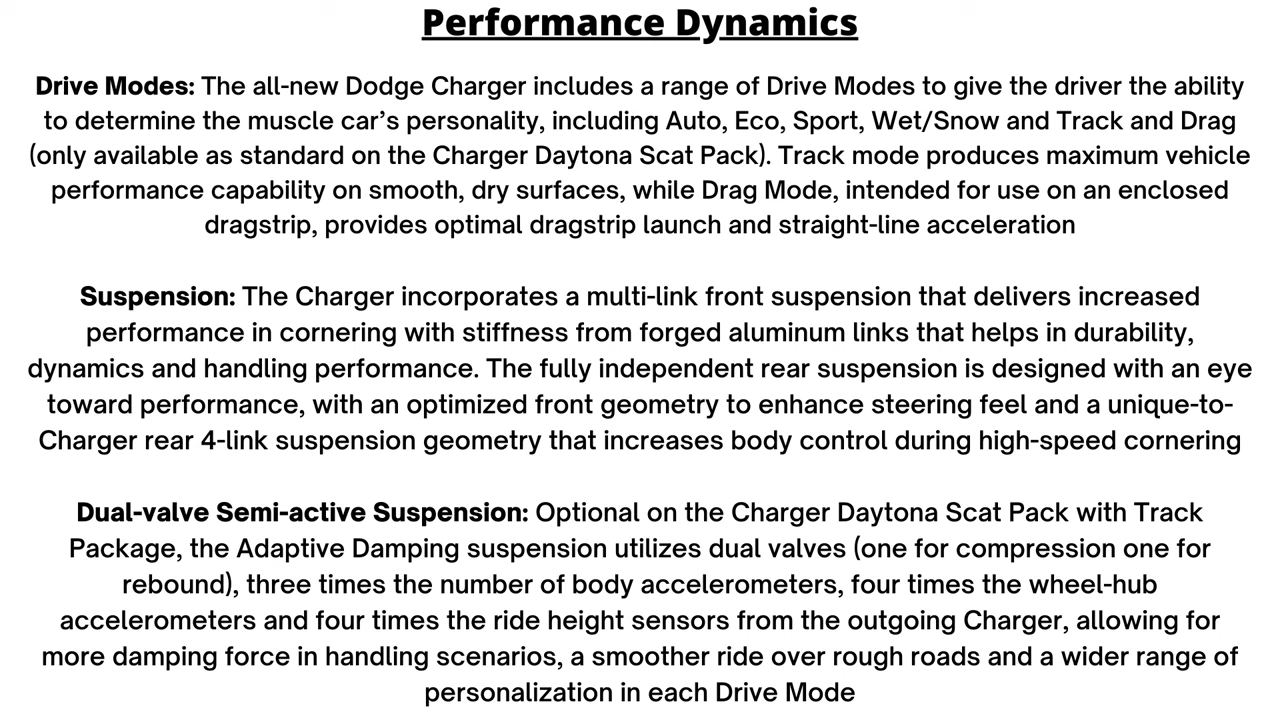 Performance Dynamics
Drive Modes: The all-new Dodge Charger includes a range of Drive Modes to give the driver the ability
to determine the muscle car’s personality, including Auto, Eco, Sport, Wet/Snow and Track and Drag
(only available as standard on the Charger Daytona Scat Pack). Track mode produces maximum vehicle
performance capability on smooth, dry surfaces, while Drag Mode, intended for use on an enclosed
dragstrip, provides optimal dragstrip launch and straight-line acceleration
Suspension: The Charger incorporates a multi-link front suspension that delivers increased
performance in cornering with stiffness from forged aluminum links that helps in durability,
dynamics and handling performance. The fully independent rear suspension is designed with an eye
toward performance, with an optimized front geometry to enhance steering feel and a unique-to-
Charger rear 4-link suspension geometry that increases body control during high-speed cornering
Dual-valve Semi-active Suspension: Optional on the Charger Daytona Scat Pack with Track
Package, the Adaptive Damping suspension utilizes dual valves (one for compression one for
rebound), three times the number of body accelerometers, four times the wheel-hub
accelerometers and four times the ride height sensors from the outgoing Charger, allowing for
more damping force in handling scenarios, a smoother ride over rough roads and a wider range of
personalization in each Drive Mode